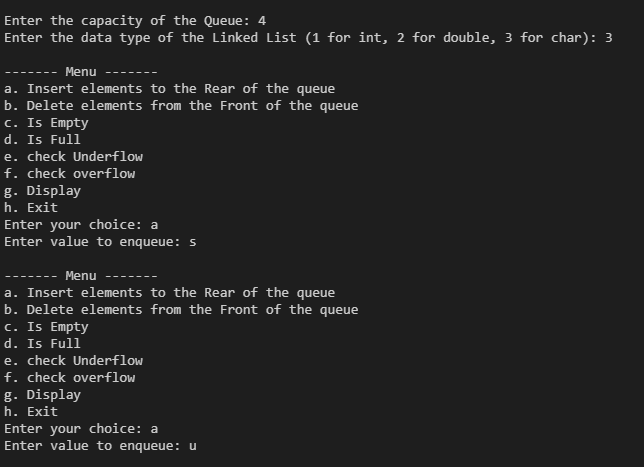 Enter the capacity of the Queue: 4
Enter the data type of the Linked List (1 for int, 2 for double, 3 for char): 3
------- Menu -------
a. Insert elements to the Rear of the queue
b. Delete elements from the Front of the queue
c. Is Empty
d. Is Full
e. check Underflow
f. check overflow
g. Display
h. Exit
Enter your choice: a
Enter value to enqueue: s
------- Menu -------
a. Insert elements to the Rear of the queue
b. Delete elements from the Front of the queue
c. Is Empty
d. Is Full
e. check Underflow
f. check overflow
g. Display
h. Exit
Enter your choice: a
Enter value to enqueue: u